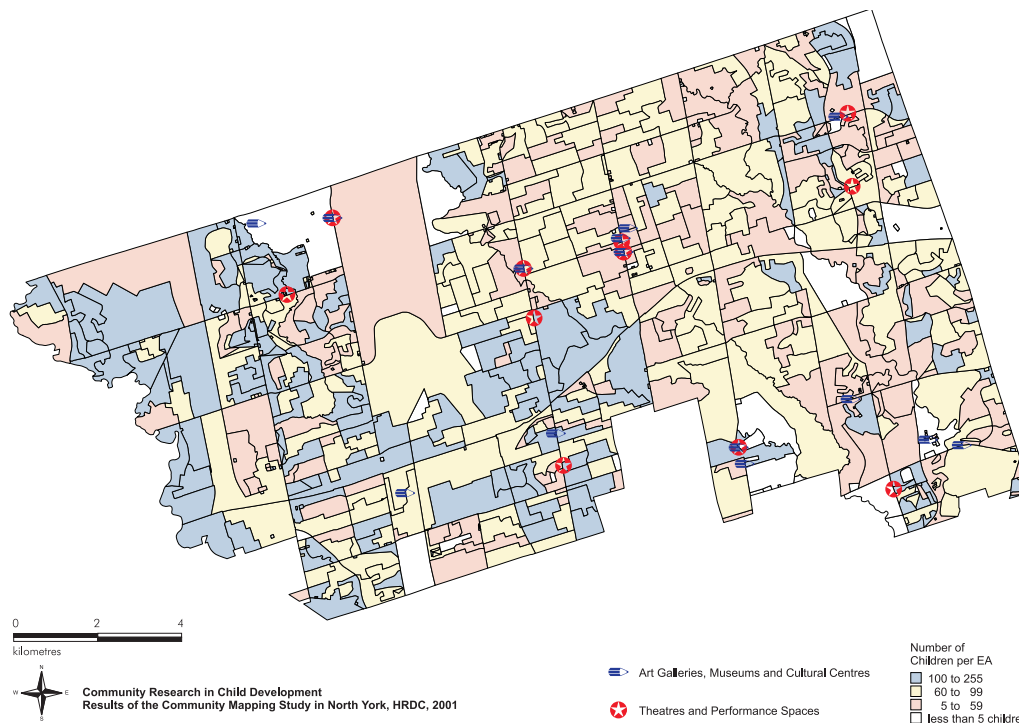 0 2 4
kilometres
N
W E
S
Community Research in Child Development
Results of the Community Mapping Study in North York, HRDC, 2001
Art Galleries, Museums and Cultural Centres
Theatres and Performance Spaces
Number of
Children per EA
100 to 255
60 to 99
5 to 59
less than 5 childre